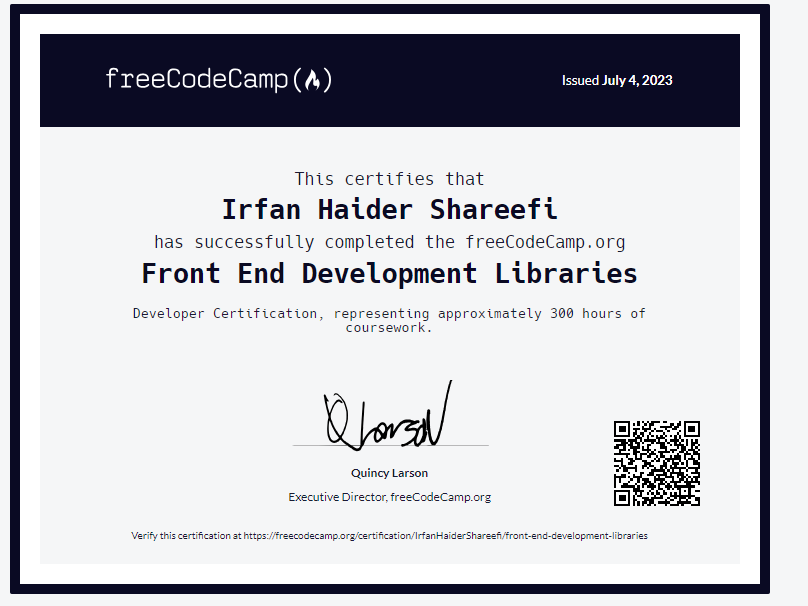 freeCodeCamp(🔥)
Issued July 4, 2023
This certifies that
Irfan Haider Shareefi
has successfully completed the freeCodeCamp.org
Front End Development Libraries
Developer Certification, representing approximately 300 hours of
coursework.
QLarson
Quincy Larson
Executive Director, freeCodeCamp.org
Verify this certification at https://freecodecamp.org/certification/IrfanHaiderShareefi/front-end-development-libraries